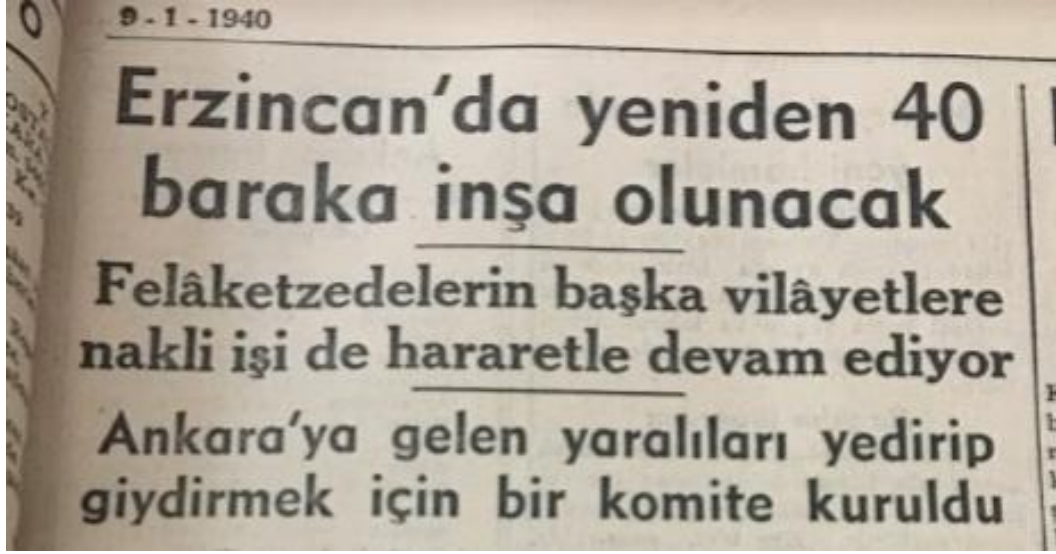 9-1-1940
Erzincan'da yeniden 40
baraka inşa olunacak
Felâketzedelerin başka vilâyetlere
nakli işi de hararetle devam ediyor
Ankara'ya gelen yaralıları yedirip
giydirmek için bir komite kuruldu